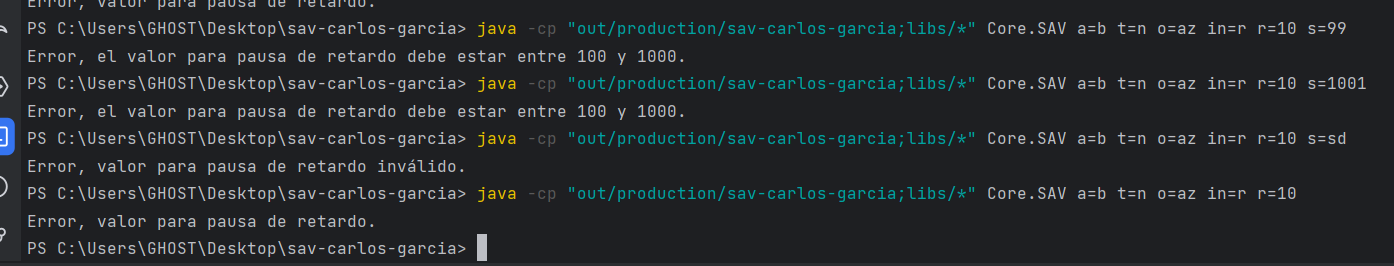 Error, valor para pausa de retardo.
PS C:\Users\GHOST\Desktop\sav-carlos-garcia> java -cp "out/production/sav-carlos-garcia;libs/*" Core.SAV a=b t=n o=az in=r r=10 s=99
Error, el valor para pausa de retardo debe estar entre 100 y 1000.
PS C:\Users\GHOST\Desktop\sav-carlos-garcia> java -cp "out/production/sav-carlos-garcia;libs/*" Core.SAV a=b t=n o=az in=r r=10 s=1001
Error, el valor para pausa de retardo debe estar entre 100 y 1000.
PS C:\Users\GHOST\Desktop\sav-carlos-garcia> java -cp "out/production/sav-carlos-garcia;libs/*" Core.SAV a=b t=n o=az in=r r=10 s=sd
Error, valor para pausa de retardo inválido.
PS C:\Users\GHOST\Desktop\sav-carlos-garcia> java -cp "out/production/sav-carlos-garcia;libs/*" Core.SAV a=b t=n o=az in=r r=10
Error, valor para pausa de retardo.
PS C:\Users\GHOST\Desktop\sav-carlos-garcia>